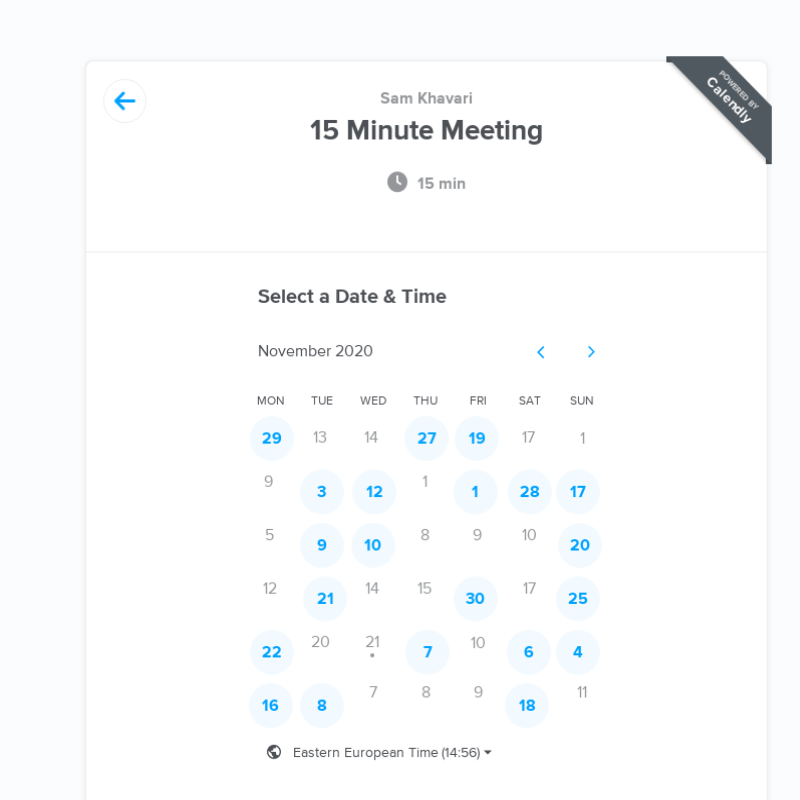 POWERED BY
Calendly
Sam Khavari
15 Minute Meeting
15 min
Select a Date & Time
November 2020
MON TUE WED THU FRI SAT SUN
29 13 14 27 19 17 1
9 3 12 1 1 28 17
5 9 10 8 9 10 20
12 21 14 15 30 17 25
22 20 21 7 10 6 4
16 8 7 8 9 18 11
Eastern European Time (14:56)